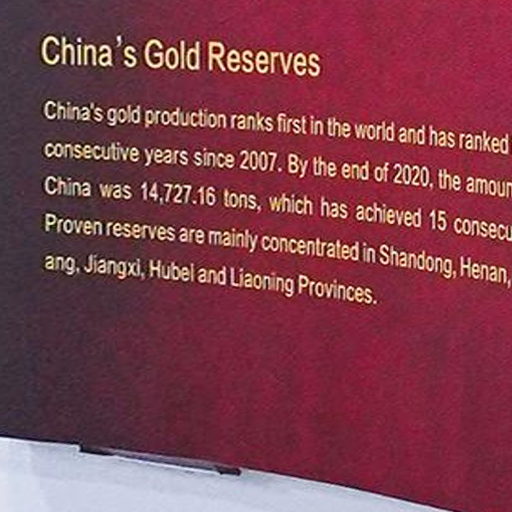 China’s Gold Reserves
China's gold production ranks first in the world and has ranked
consecutive years since 2007. By the end of 2020, the amoun
China was 14,727.16 tons, which has achieved 15 consecu
Proven reserves are mainly concentrated in Shandong, Henan,
ang, Jiangxi, Hubei and Liaoning Provinces.